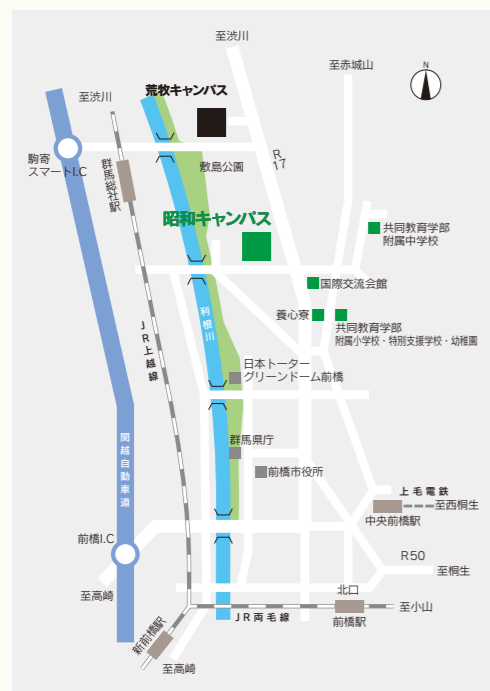 至渋川
至赤城山
N
荒牧キャンパス
至渋川
駒寄
スマートI.C
群馬総社駅
敷島公園
R
17
昭和キャンパス
共同教育学部
附属中学校
国際交流会館
利根川
養心寮
共同教育学部
附属小学校・特別支援学校・幼稚園
JR上越線
日本トーター
グリーンドーム前橋
関越自動車道
群馬県庁
前橋市役所
上毛電鉄
至西桐生
中央前橋駅
前橋I.C
R50
至桐生
至高崎
北口
前橋駅
至小山
JR両毛線
新前橋駅
至高崎